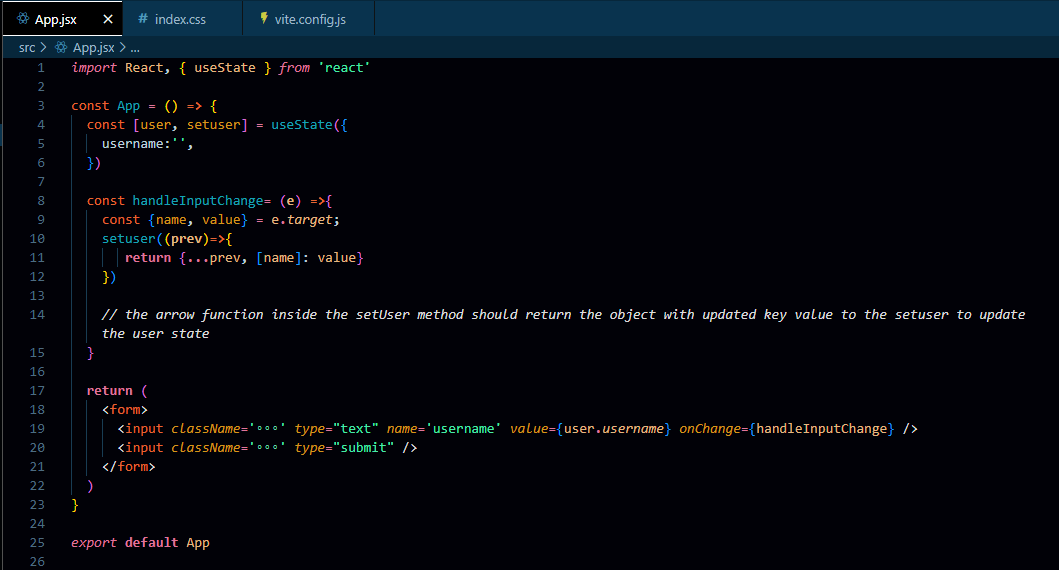 App.jsx
# index.css
vite.config.js
src > App.jsx > ...
1 import React, { useState } from 'react'
2
3 const App = () => {
4 const [user, setuser] = useState({
5 username:'',
6 })
7
8 const handleInputChange= (e) =>{
9 const {name, value} = e.target;
10 setuser((prev)=>{
11 return {...prev, [name]: value}
12 })
13
14 // the arrow function inside the setUser method should return the object with updated key value to the setuser to update
the user state
15 }
16
17 return (
18 <form>
19 <input className='∘∘∘' type="text" name='username' value={user.username} onChange={handleInputChange} />
20 <input className='∘∘∘' type="submit" />
21 </form>
22 )
23 }
24
25 export default App
26